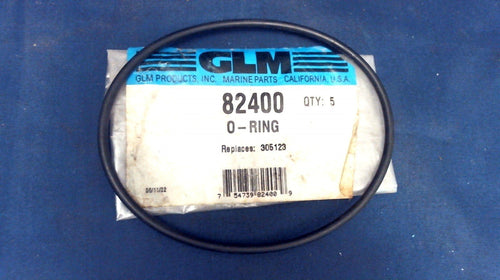 GLM
GLM PRODUCTS, INC. MARINE PARTS CALIFORNIA, U.S.A.
82400 QTY: 5
O-RING
Replaces: 305123
7 54739 82400 9